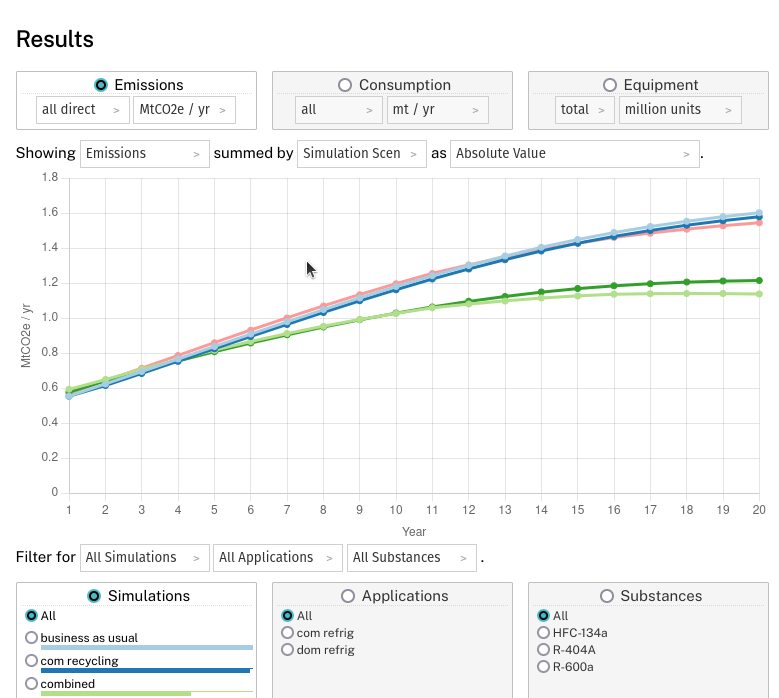 Results
Emissions
Consumption
Equipment
all direct > MtCO2e / yr >
all > mt / yr >
total > million units >
Showing Emissions > summed by Simulation Scen > as Absolute Value > .
1.8
1.6
1.4
1.2
1.0
0.8
0.6
0.4
0.2
0
MtCO2e / yr
1 2 3 4 5 6 7 8 9 10 11 12 13 14 15 16 17 18 19 20
Year
Filter for All Simulations > All Applications > All Substances > .
Simulations
All
business as usual
com recycling
combined
Applications
All
com refrig
dom refrig
Substances
All
HFC-134a
R-404A
R-600a